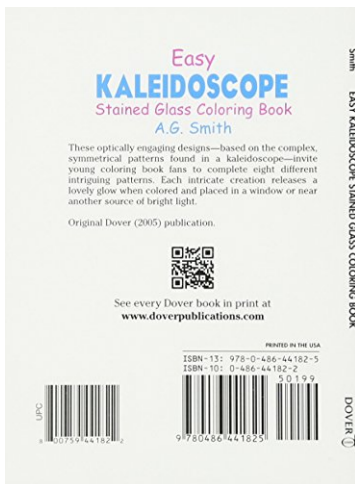 Easy
KALEIDOSCOPE
Stained Glass Coloring Book
A.G. Smith
These optically engaging designs—based on the complex,
symmetrical patterns found in a kaleidoscope—invite
young coloring book fans to complete eight different
intriguing patterns. Each intricate creation releases a
lovely glow when colored and placed in a window or near
another source of bright light.
Original Dover (2005) publication.
See every Dover book in print at
www.doverpublications.com
PRINTED IN THE USA
ISBN-13: 978-0-486-44182-5
ISBN-10: 0-486-44182-2
50199
9 780486 441825
UPC
8 00759 44182 2
Smith
EASY KALEIDOSCOPE STAINED GLASS COLORING BOOK
DOVER